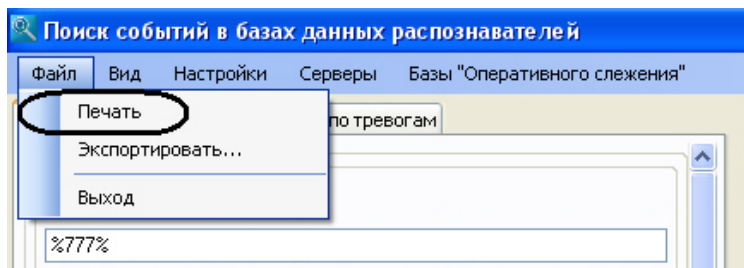 Поиск событий в базах данных распознавателей
Файл Вид Настройки Серверы Базы "Оперативного слежения"
Печать
по тревогам
Экспортировать...
Выход
%777%